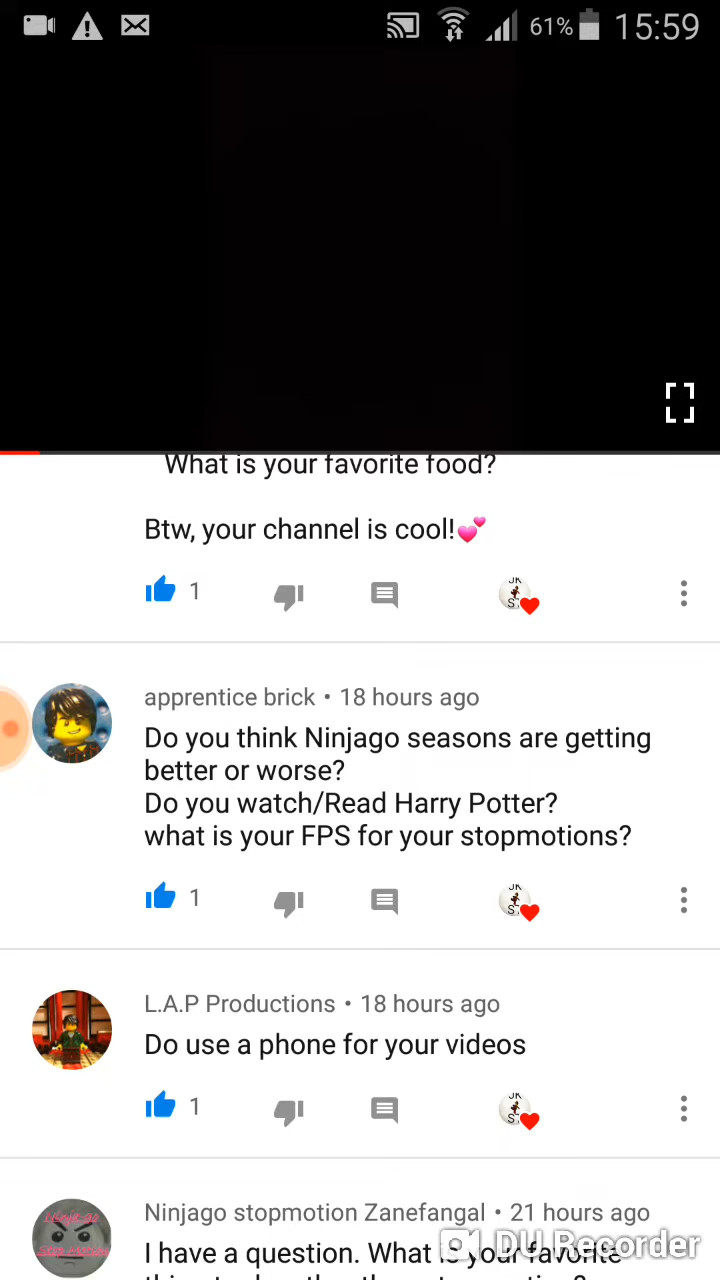 61% 15:59
What is your favorite food?
Btw, your channel is cool!💕
1
apprentice brick • 18 hours ago
Do you think Ninjago seasons are getting
better or worse?
Do you watch/Read Harry Potter?
what is your FPS for your stopmotions?
1
L.A.P Productions • 18 hours ago
Do use a phone for your videos
1
Ninjago stopmotion Zanefangal • 21 hours ago
I have a question. What is your favorite
DU Recorder